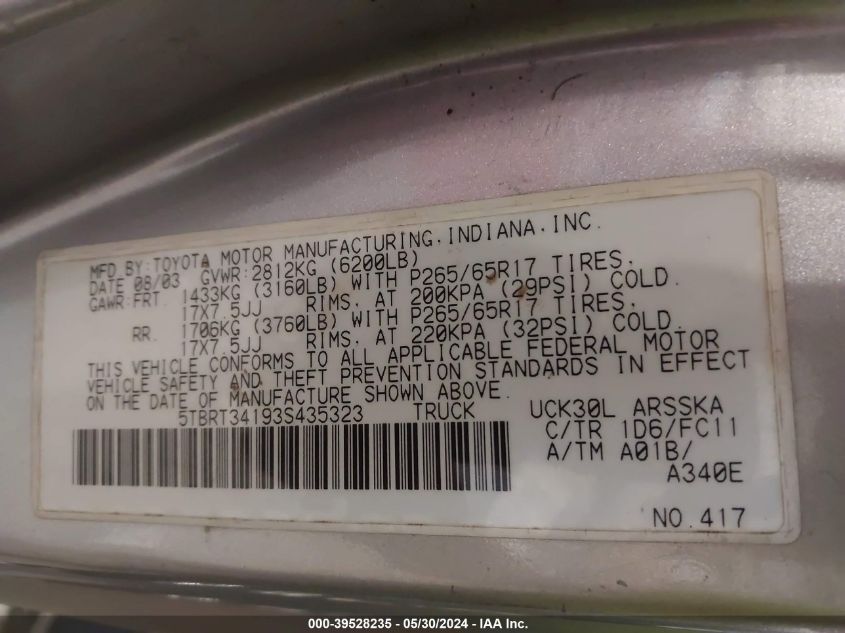 MFD BY:TOYOTA MOTOR MANUFACTURING, INDIANA, INC.
DATE 08/03 GVWR:2812KG (6200LB)
GAWR:FRT. 1433KG (3160LB) WITH P265/65R17 TIRES,
17X7.5JJ RIMS, AT 200KPA (29PSI) COLD.
RR. 1706KG (3760LB) WITH P265/65R17 TIRES,
17X7.5JJ RIMS, AT 220KPA (32PSI) COLD.
THIS VEHICLE CONFORMS TO ALL APPLICABLE FEDERAL MOTOR
VEHICLE SAFETY AND THEFT PREVENTION STANDARDS IN EFFECT
ON THE DATE OF MANUFACTURE SHOWN ABOVE.
5TBRT34193S435323 TRUCK UCK30L ARSSKA
C/TR 1D6/FC11
A/TM A01B/
A340E
NO.417
000-39528235 - 05/30/2024 - IAA Inc.